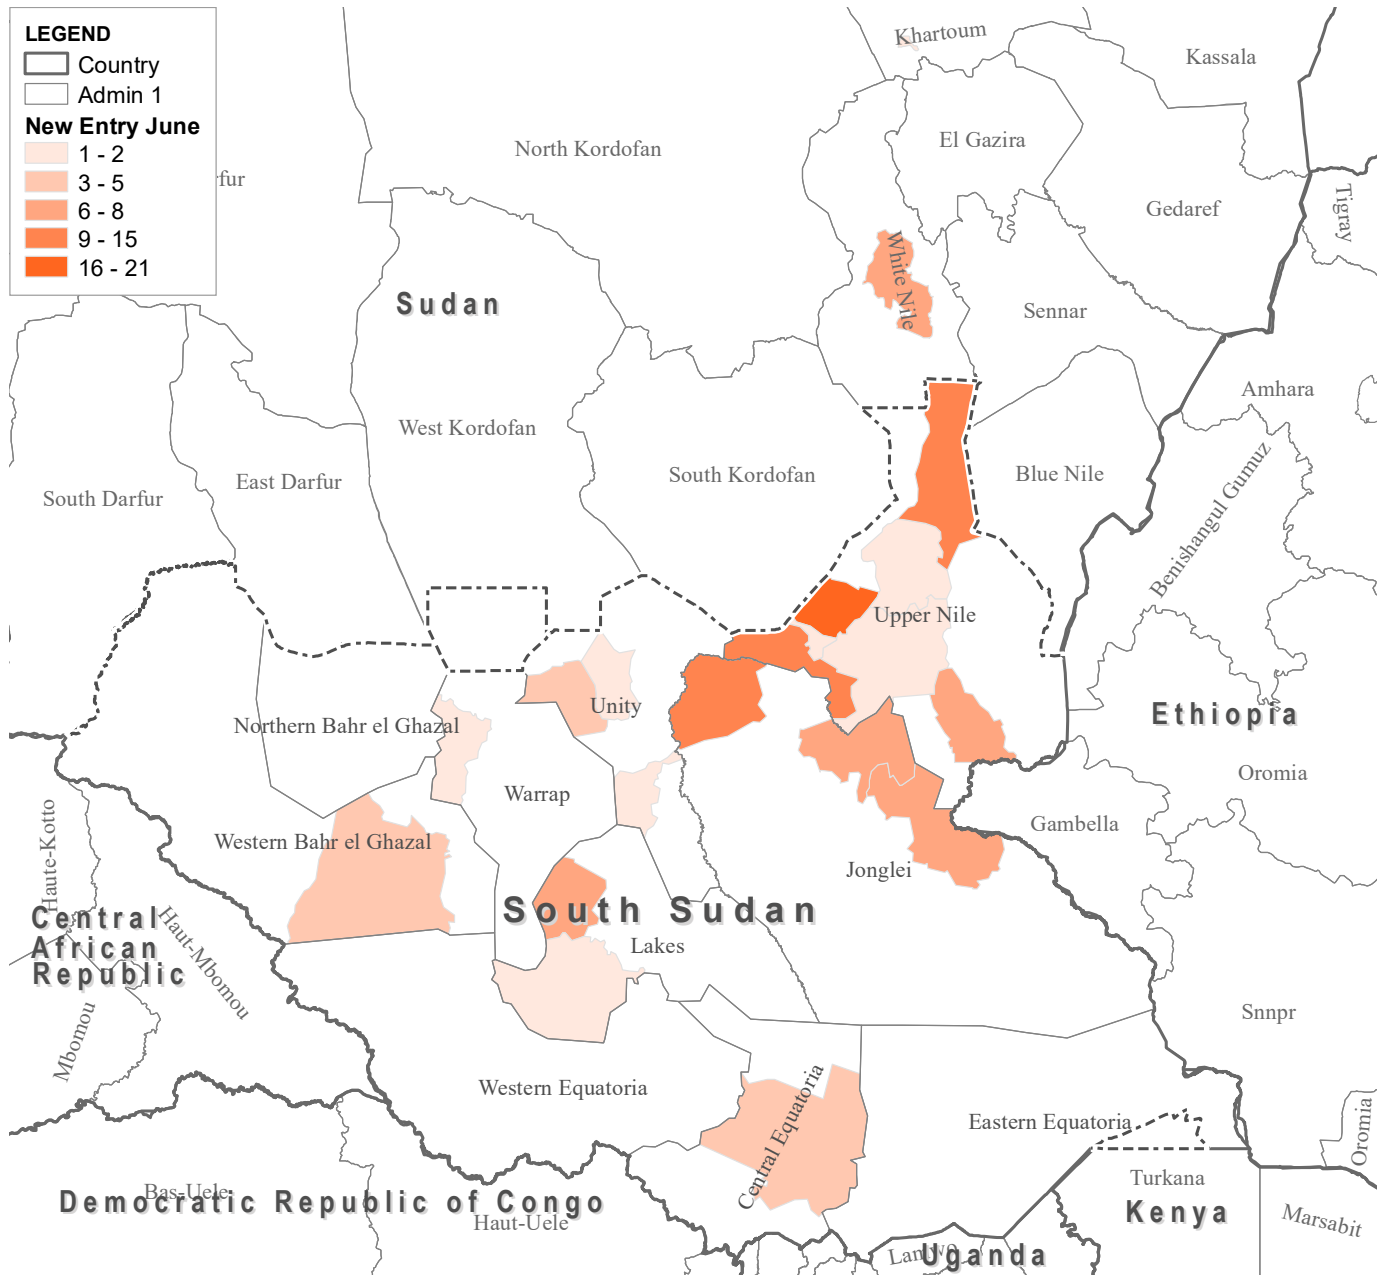 LEGEND
Country
Admin 1
New Entry June
1 - 2
3 - 5
6 - 8
9 - 15
16 - 21
Khartoum
Kassala
North Kordofan
El Gazira
rfur
Gedaref
Tigray
White Nile
Sudan
Sennar
Amhara
West Kordofan
South Kordofan
Blue Nile
East Darfur
South Darfur
Benishangul Gumuz
Upper Nile
Unity
Northern Bahr el Ghazal
Ethiopia
Oromia
Warrap
Gambella
Western Bahr el Ghazal
Haute-Kotto
Jonglei
South Sudan
Central
African
Republic
Haut-Mbomou
Lakes
Mbomou
Snnpr
Western Equatoria
Central Equatoria
Eastern Equatoria
Oromia
Turkana
Bas-Uele
Democratic Republic of Congo
Haut-Uele
Kenya
Marsabit
Lamwo
Uganda